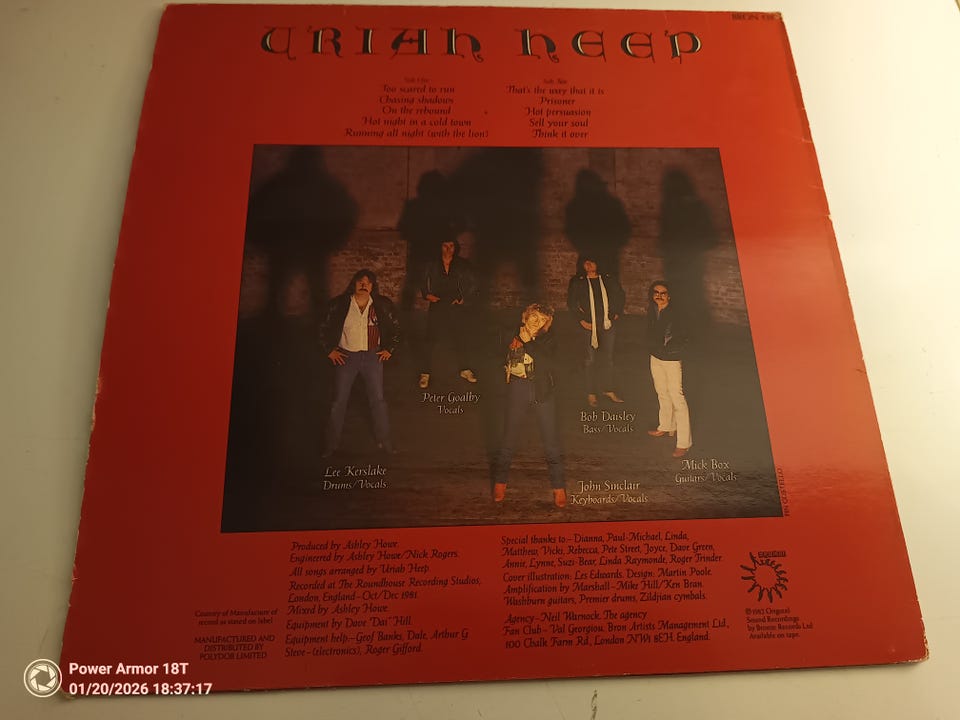 URIAH HEEP
BRON 538
Side One
Too scared to run
Chasing shadows
On the rebound
Hot night in a cold town
Running all night (with the lion)
Side Two
That's the way that it is
Prisoner
Hot persuasion
Sell your soul
Think it over
Peter Goalby
Vocals
Bob Daisley
Bass/Vocals
Lee Kerslake
Drums/Vocals
John Sinclair
Keyboards/Vocals
Mick Box
Guitars/Vocals
Produced by Ashley Howe.
Engineered by Ashley Howe/Nick Rogers.
All songs arranged by Uriah Heep.
Recorded at The Roundhouse Recording Studios,
London, England–Oct/Dec 1981.
Mixed by Ashley Howe.
Equipment by Dave "Dai" Hill.
Equipment help–Geof Banks, Dale, Arthur G
Steve–(electronics), Roger Gifford.
Country of Manufacture of
record as stated on label
MANUFACTURED AND
DISTRIBUTED BY
POLYDOR LIMITED
Special thanks to–Dianna, Paul-Michael, Linda,
Matthew, Vicki, Rebecca, Pete Street, Joyce, Dave Green,
Annie, Lynne, Suzi-Bear, Linda Raymonde, Roger Trinder.
Cover illustration: Les Edwards. Design: Martin Poole.
Amplification by Marshall–Mike Hill/Ken Bran.
Washburn guitars, Premier drums, Zildjian cymbals.
Agency–Neil Warnock. The agency
Fan Club–Val Georgiou. Bron Artists Management Ltd.,
100 Chalk Farm Rd., London NW1 8EH. England.
℗ 1982 Original
Sound Recordings
by Bronze Records Ltd
Available on tape.
Power Armor 18T
01/20/2026 18:37:17